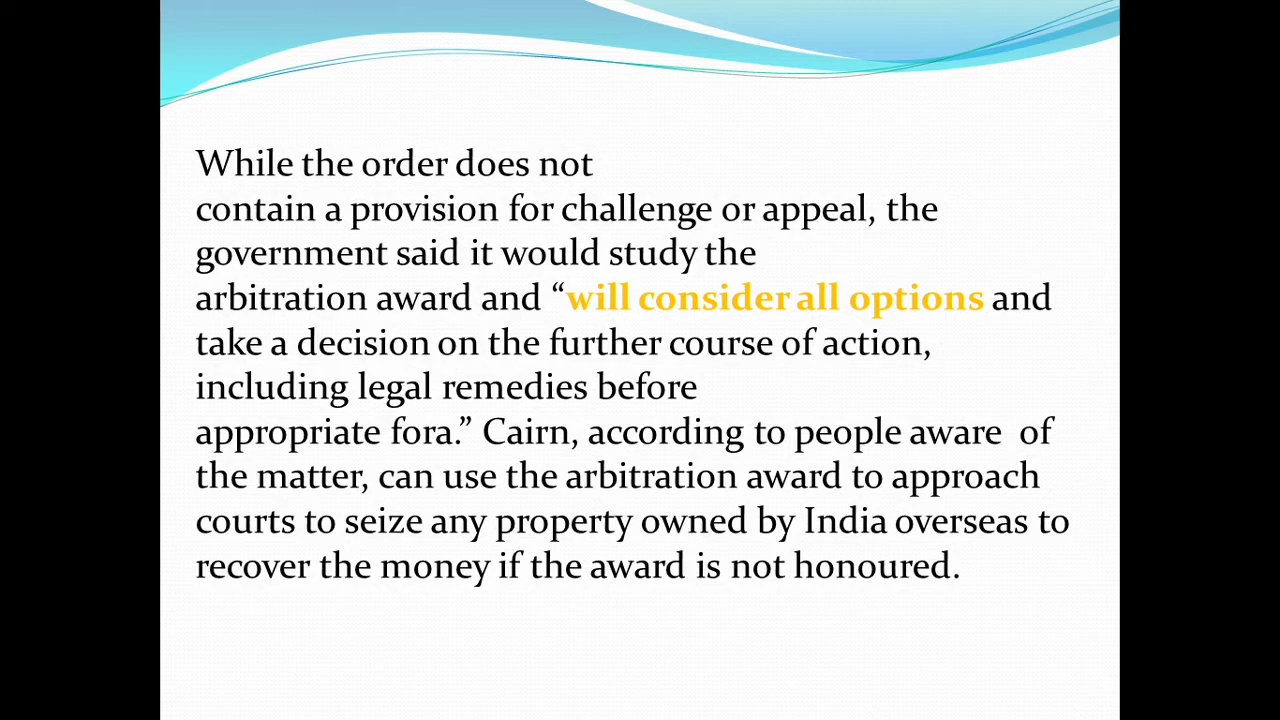 While the order does not
contain a provision for challenge or appeal, the
government said it would study the
arbitration award and “will consider all options and
take a decision on the further course of action,
including legal remedies before
appropriate fora.” Cairn, according to people aware  of
the matter, can use the arbitration award to approach
courts to seize any property owned by India overseas to
recover the money if the award is not honoured.